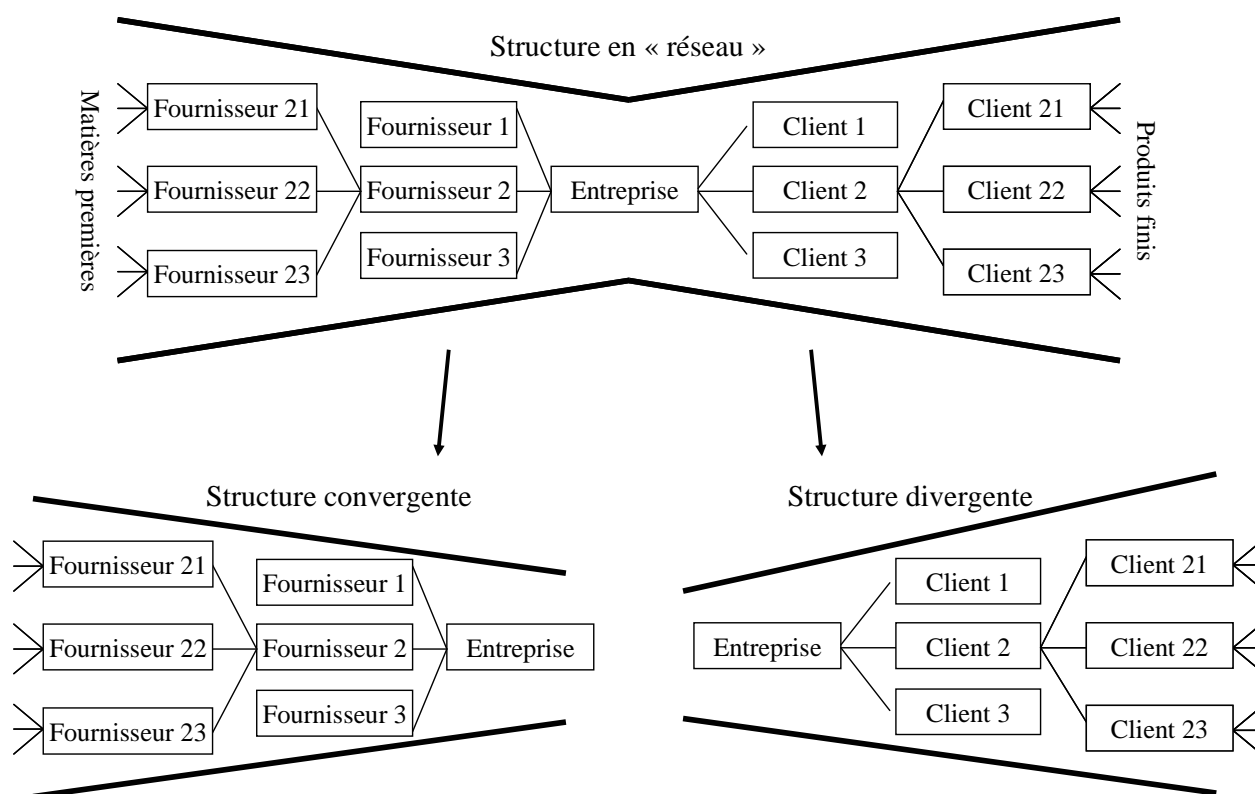 Structure en « réseau »
Matières premières
Fournisseur 21
Fournisseur 22
Fournisseur 23
Fournisseur 1
Fournisseur 2
Fournisseur 3
Entreprise
Client 1
Client 2
Client 3
Client 21
Client 22
Client 23
Produits finis
Structure convergente
Fournisseur 21
Fournisseur 22
Fournisseur 23
Fournisseur 1
Fournisseur 2
Fournisseur 3
Entreprise
Structure divergente
Entreprise
Client 1
Client 2
Client 3
Client 21
Client 22
Client 23